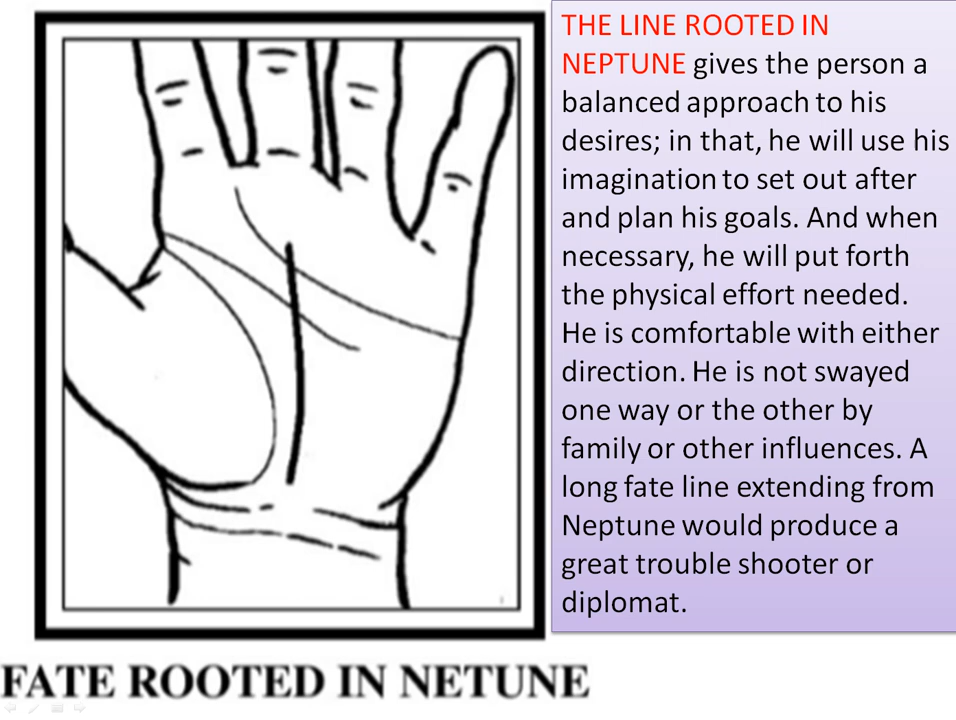 THE LINE ROOTED IN
NEPTUNE gives the person a
balanced approach to his
desires; in that, he will use his
imagination to set out after
and plan his goals. And when
necessary, he will put forth
the physical effort needed.
He is comfortable with either
direction. He is not swayed
one way or the other by
family or other influences. A
long fate line extending from
Neptune would produce a
great trouble shooter or
diplomat.
FATE ROOTED IN NETUNE